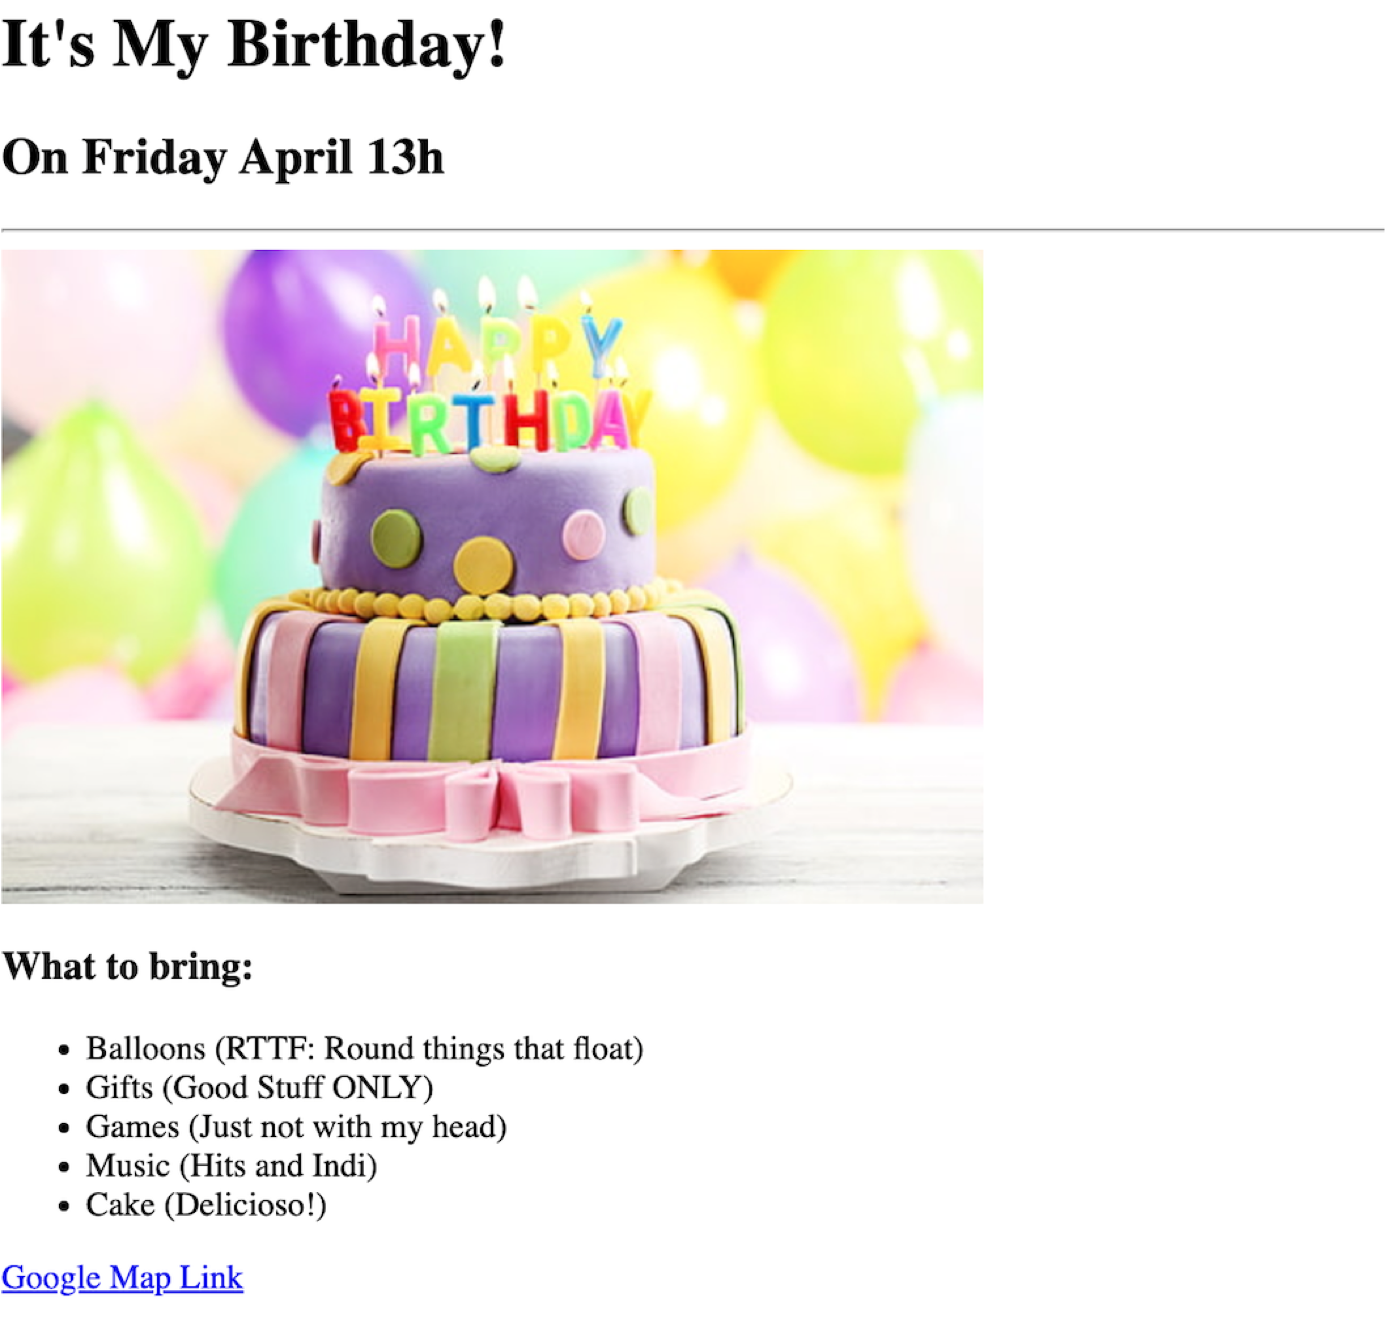 It's My Birthday!
On Friday April 13h
HAPPY
BIRTHDAY
What to bring:
Balloons (RTTF: Round things that float)
Gifts (Good Stuff ONLY)
Games (Just not with my head)
Music (Hits and Indi)
Cake (Delicioso!)
Google Map Link